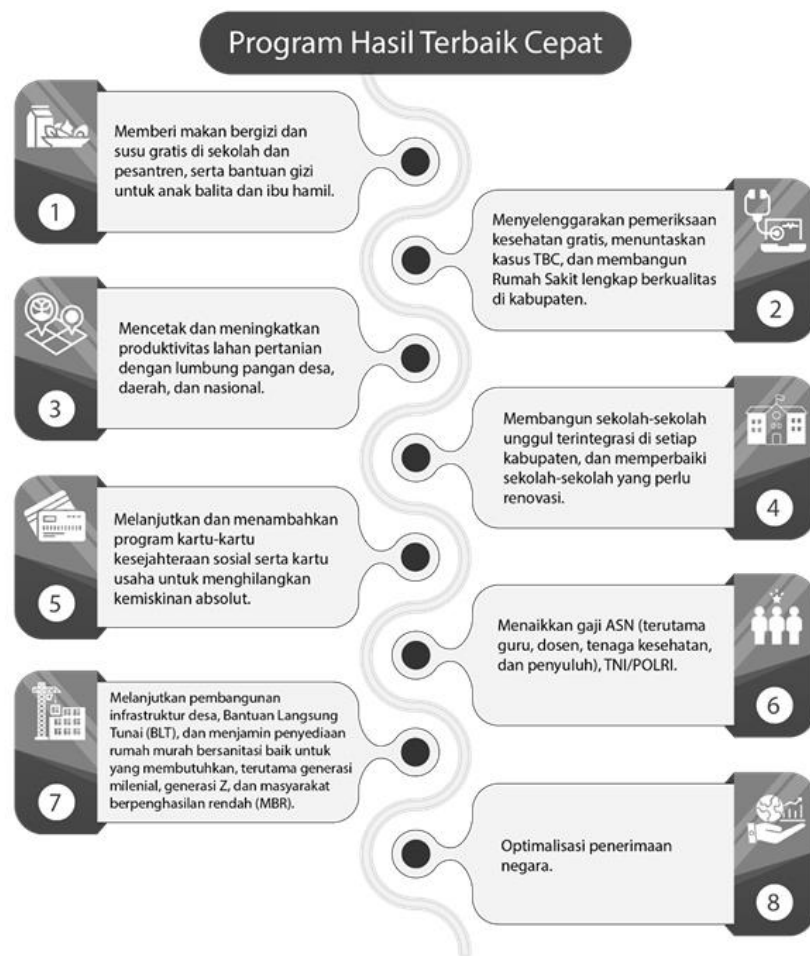 Program Hasil Terbaik Cepat
Memberi makan bergizi dan
susu gratis di sekolah dan
pesantren, serta bantuan gizi
untuk anak balita dan ibu hamil.
1
Menyelenggarakan pemeriksaan
kesehatan gratis, menuntaskan
kasus TBC, dan membangun
Rumah Sakit lengkap berkualitas
di kabupaten.
2
Mencetak dan meningkatkan
produktivitas lahan pertanian
dengan lumbung pangan desa,
daerah, dan nasional.
3
Membangun sekolah-sekolah
unggul terintegrasi di setiap
kabupaten, dan memperbaiki
sekolah-sekolah yang perlu
renovasi.
4
Melanjutkan dan menambahkan
program kartu-kartu
kesejahteraan sosial serta kartu
usaha untuk menghilangkan
kemiskinan absolut.
5
Menaikkan gaji ASN (terutama
guru, dosen, tenaga kesehatan,
dan penyuluh), TNI/POLRI.
6
Melanjutkan pembangunan
infrastruktur desa, Bantuan Langsung
Tunai (BLT), dan menjamin penyediaan
rumah murah bersanitasi baik untuk
yang membutuhkan, terutama generasi
milenial, generasi Z, dan masyarakat
berpenghasilan rendah (MBR).
7
Optimalisasi penerimaan
negara.
8